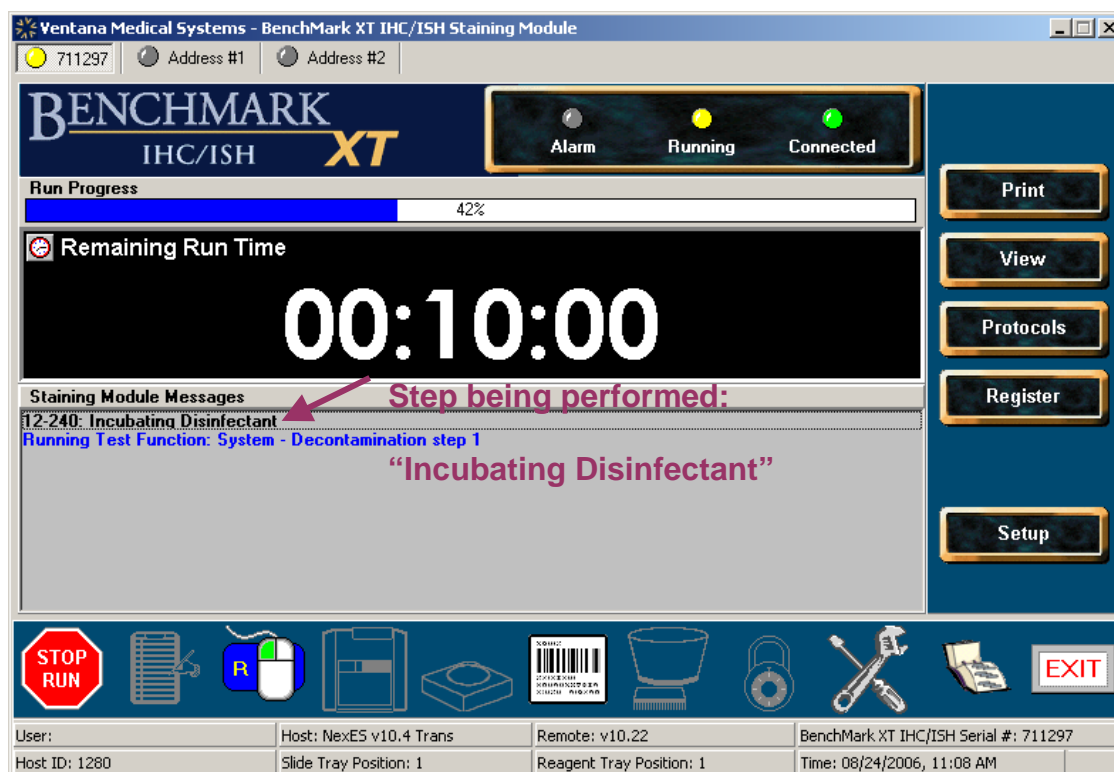 Ventana Medical Systems - BenchMark XT IHC/ISH Staining Module
711297 Address #1 Address #2
BENCHMARK
IHC/ISH XT
Alarm Running Connected
Print
Run Progress
42%
Remaining Run Time
View
00:10:00
Protocols
Staining Module Messages
Step being performed:
Register
12-240: Incubating Disinfectant
Running Test Function: System - Decontamination step 1
“Incubating Disinfectant”
Setup
STOP
RUN
R
EXIT
User: Host: NexES v10.4 Trans Remote: v10.22 BenchMark XT IHC/ISH Serial #: 711297
Host ID: 1280 Slide Tray Position: 1 Reagent Tray Position: 1 Time: 08/24/2006, 11:08 AM